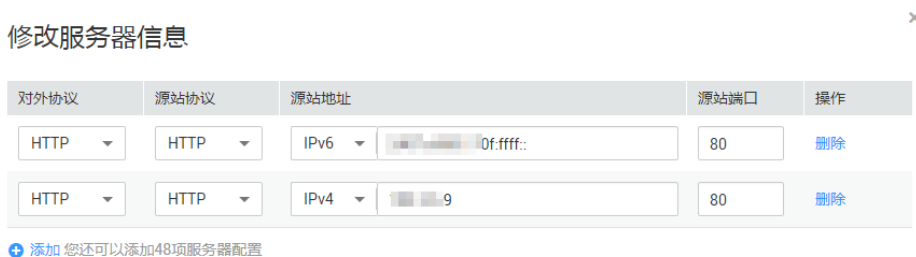 修改服务器信息
对外协议 源站协议 源站地址 源站端口 操作
HTTP HTTP IPv6 0f:ffff:: 80 删除
HTTP HTTP IPv4 9 80 删除
添加 您还可以添加48项服务器配置